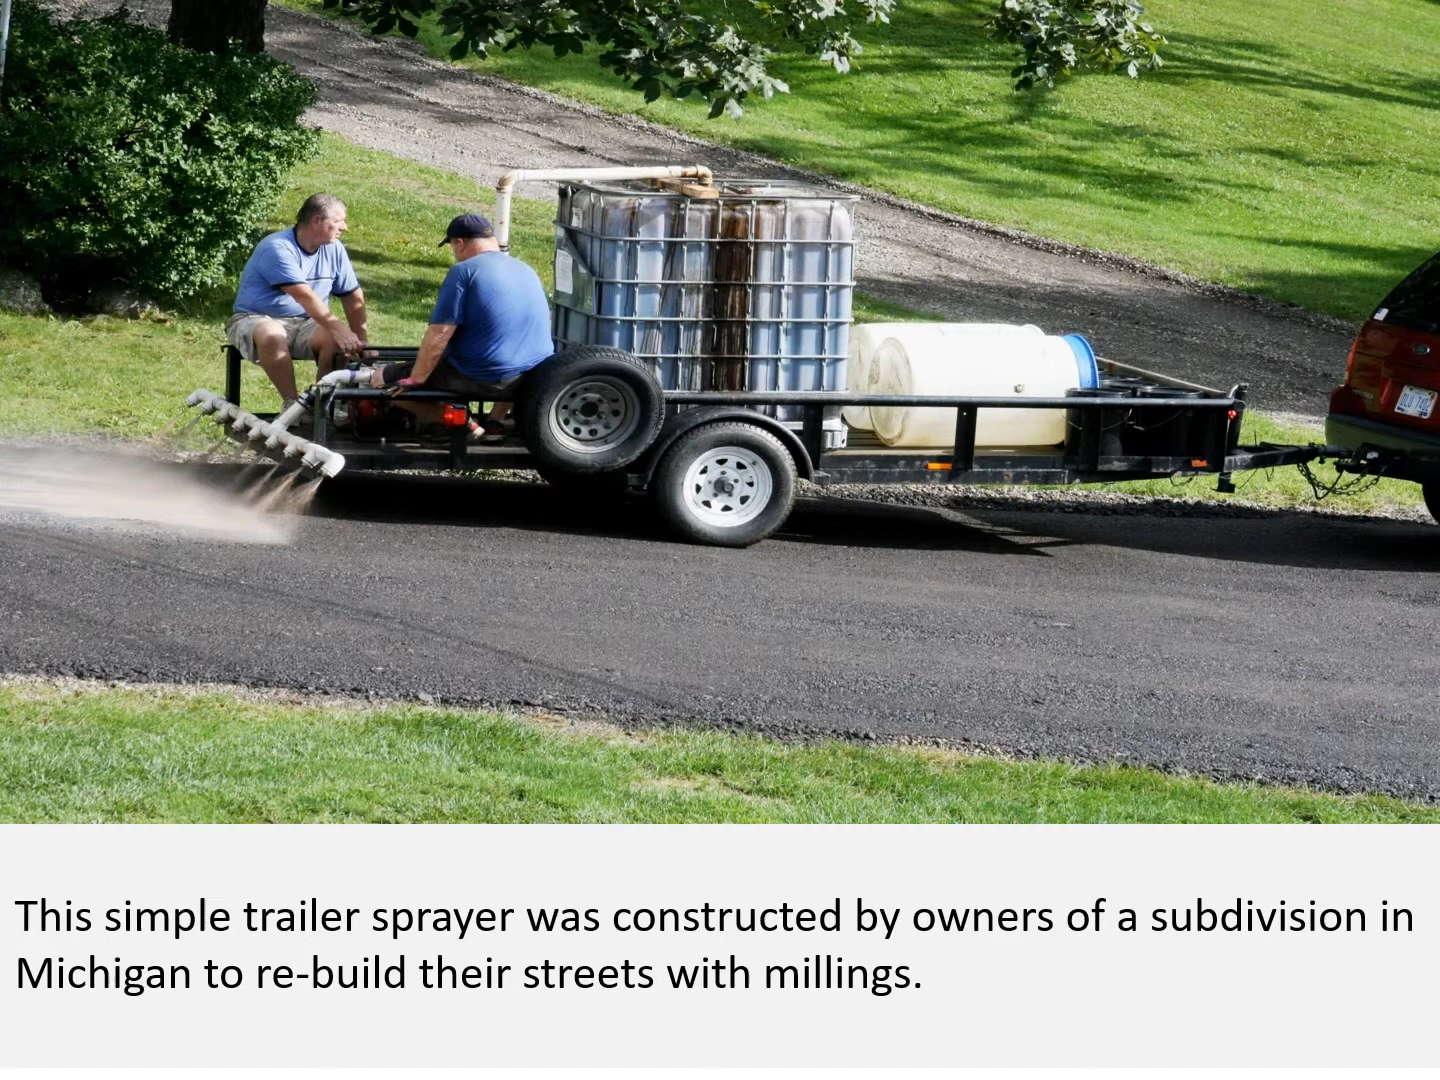 This simple trailer sprayer was constructed by owners of a subdivision in
Michigan to re-build their streets with millings.